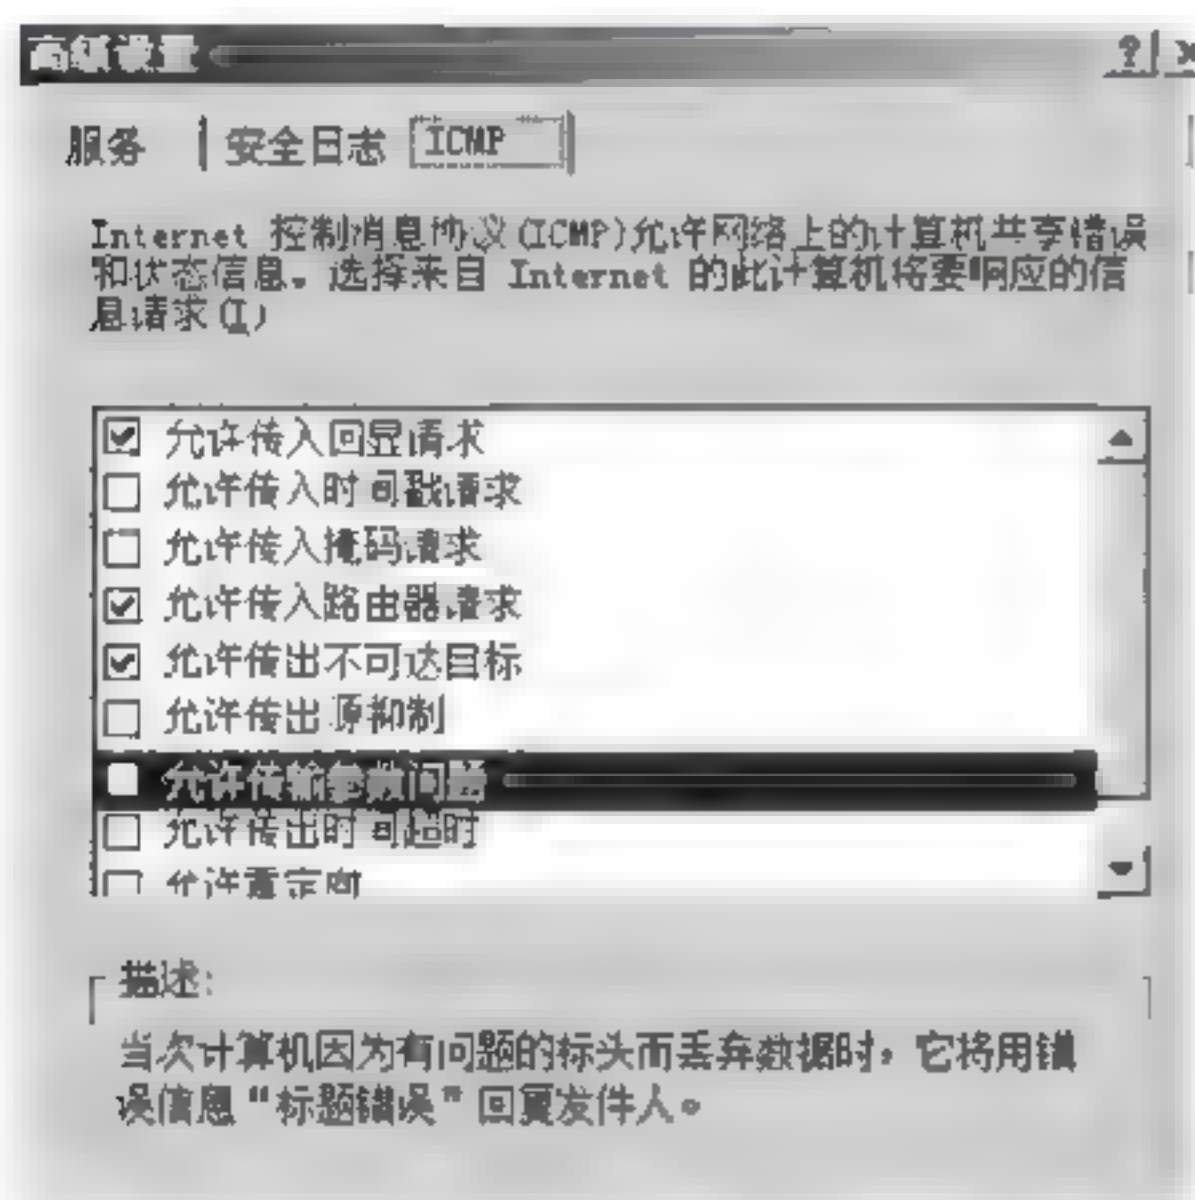 高级设置
服务 安全日志 ICMP
Internet 控制消息协议(ICMP)允许网络上的计算机共享错误
和状态信息。选择来自 Internet 的此计算机将要响应的信
息请求(I)
允许传入回显请求
允许传入时间戳请求
允许传入掩码请求
允许传入路由器请求
允许传出不可达目标
允许传出原抑制
允许传输参数问题
允许传出时间超时
允许重定向
描述:
当次计算机因为有问题的标头而丢弃数据时，它将用错
误信息“标题错误”回复发件人。